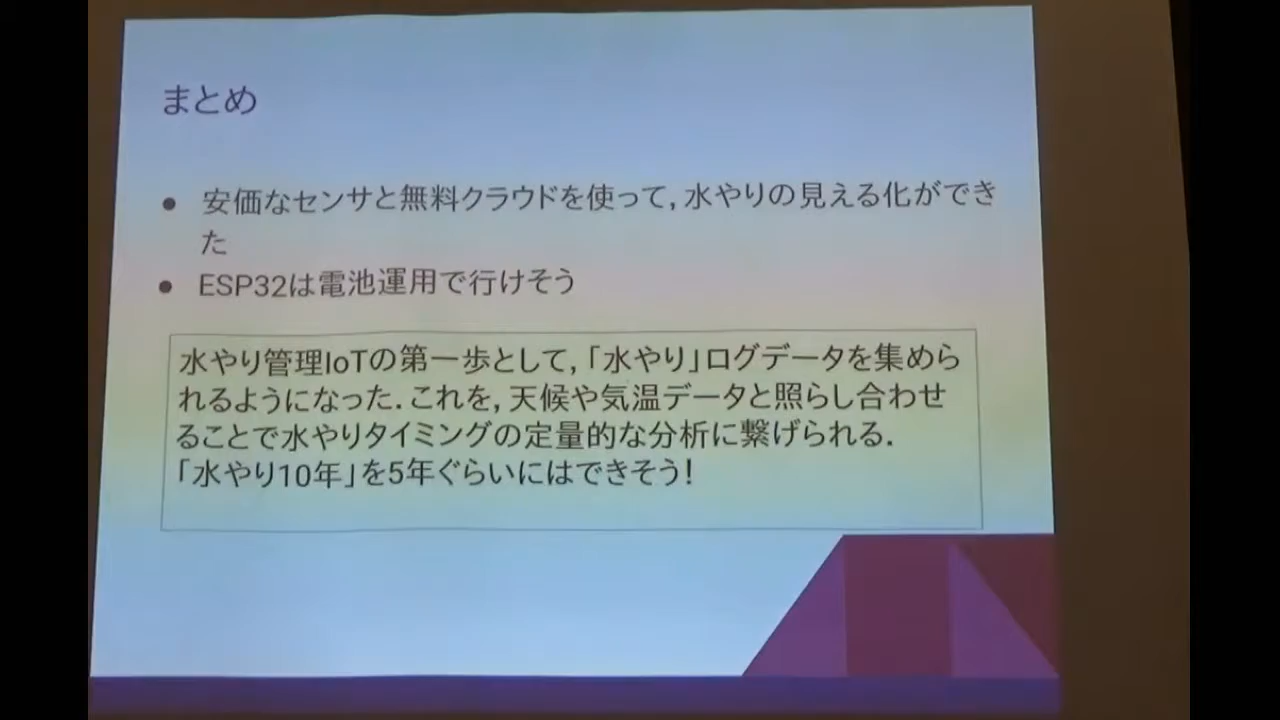 まとめ
● 安価なセンサと無料クラウドを使って, 水やりの見える化ができ
た
● ESP32は電池運用で行けそう
水やり管理IoTの第一歩として, 「水やり」ログデータを集めら
れるようになった. これを, 天候や気温データと照らし合わせ
ることで水やりタイミングの定量的な分析に繋げられる.
「水やり10年」を5年ぐらいにはできそう!